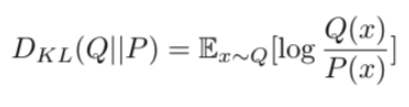 D_{KL}(Q||P) = \mathbb{E}_{x \sim Q}[\log \frac{Q(x)}{P(x)}]